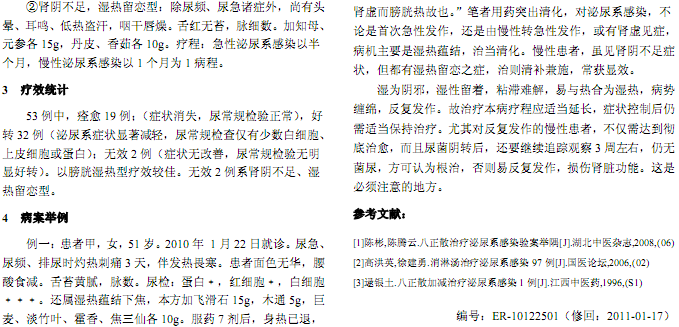 ②肾阴不足，湿热留恋型：除尿频、尿急诸症外，尚有头
晕、耳鸣、低热盗汗，咽干唇燥。舌红无苔，脉细数。加知母、
元参各 15g，丹皮、香茹各 10g。疗程：急性泌尿系感染以半
个月，慢性泌尿系感染以 1 个月为 1 病程。
3 疗效统计
53 例中，痊愈 19 例；（症状消失，尿常规检验正常），好
转 32 例（泌尿系症状显著减轻，尿常规检查仅有少数白细胞、
上皮细胞或蛋白）；无效 2 例（症状无改善，尿常规检验无明
显好转）。以膀胱湿热型疗效较佳。无效 2 例系肾阴不足、湿
热留恋型。
4 病案举例
例一：患者甲，女，51 岁。2010 年 1 月 22 日就诊。尿急、
尿频、排尿时灼热刺痛 3 天，伴发热畏寒。患者面色无华，腰
酸食减。舌苔黄腻，脉数。尿检：蛋白＊，红细胞＊，白细胞
＊＊＊。还属湿热蕴结下焦，本方加飞滑石 15g，木通 5g，巨
麦、淡竹叶、霍香、焦三仙各 10g。服药 7 剂后，身热已退，
肾虚而膀胱热故也。”笔者用药突出清化，对泌尿系感染，不
论是首次急性发作，还是由慢性转急性发作，或有肾虚见症，
病机主要是湿热蕴结，治当清化。慢性患者，虽见肾阴不足症
状，但都有湿热留恋之症，治则清补兼施，常获显效。
湿为阴邪，湿性留着，粘滞难解，易与热合为湿热，病势
缠绵，反复发作。故治疗本病疗程应当适当延长，症状控制后仍
需适当保持治疗。尤其对反复发作的慢性患者，不仅需达到彻
底治愈，而且尿菌阴转后，还要继续追踪观察 3 周左右，仍无
菌尿，方可认为根治，否则易反复发作，损伤肾脏功能。这是
必须注意的地方。
参考文献：
[1]陈彬,陈腾云.八正散治疗泌尿系感染验案举隅[J].湖北中医杂志,2008,(06)
[2]高洪英,徐建勇.消淋汤治疗泌尿系感染 97 例[J].国医论坛,2006,(02)
[3]逯银土.八正散加减治疗泌尿系感染 1 例[J].江西中医药,1996,(S1)
编号：ER-10122501（修回：2011-01-17）